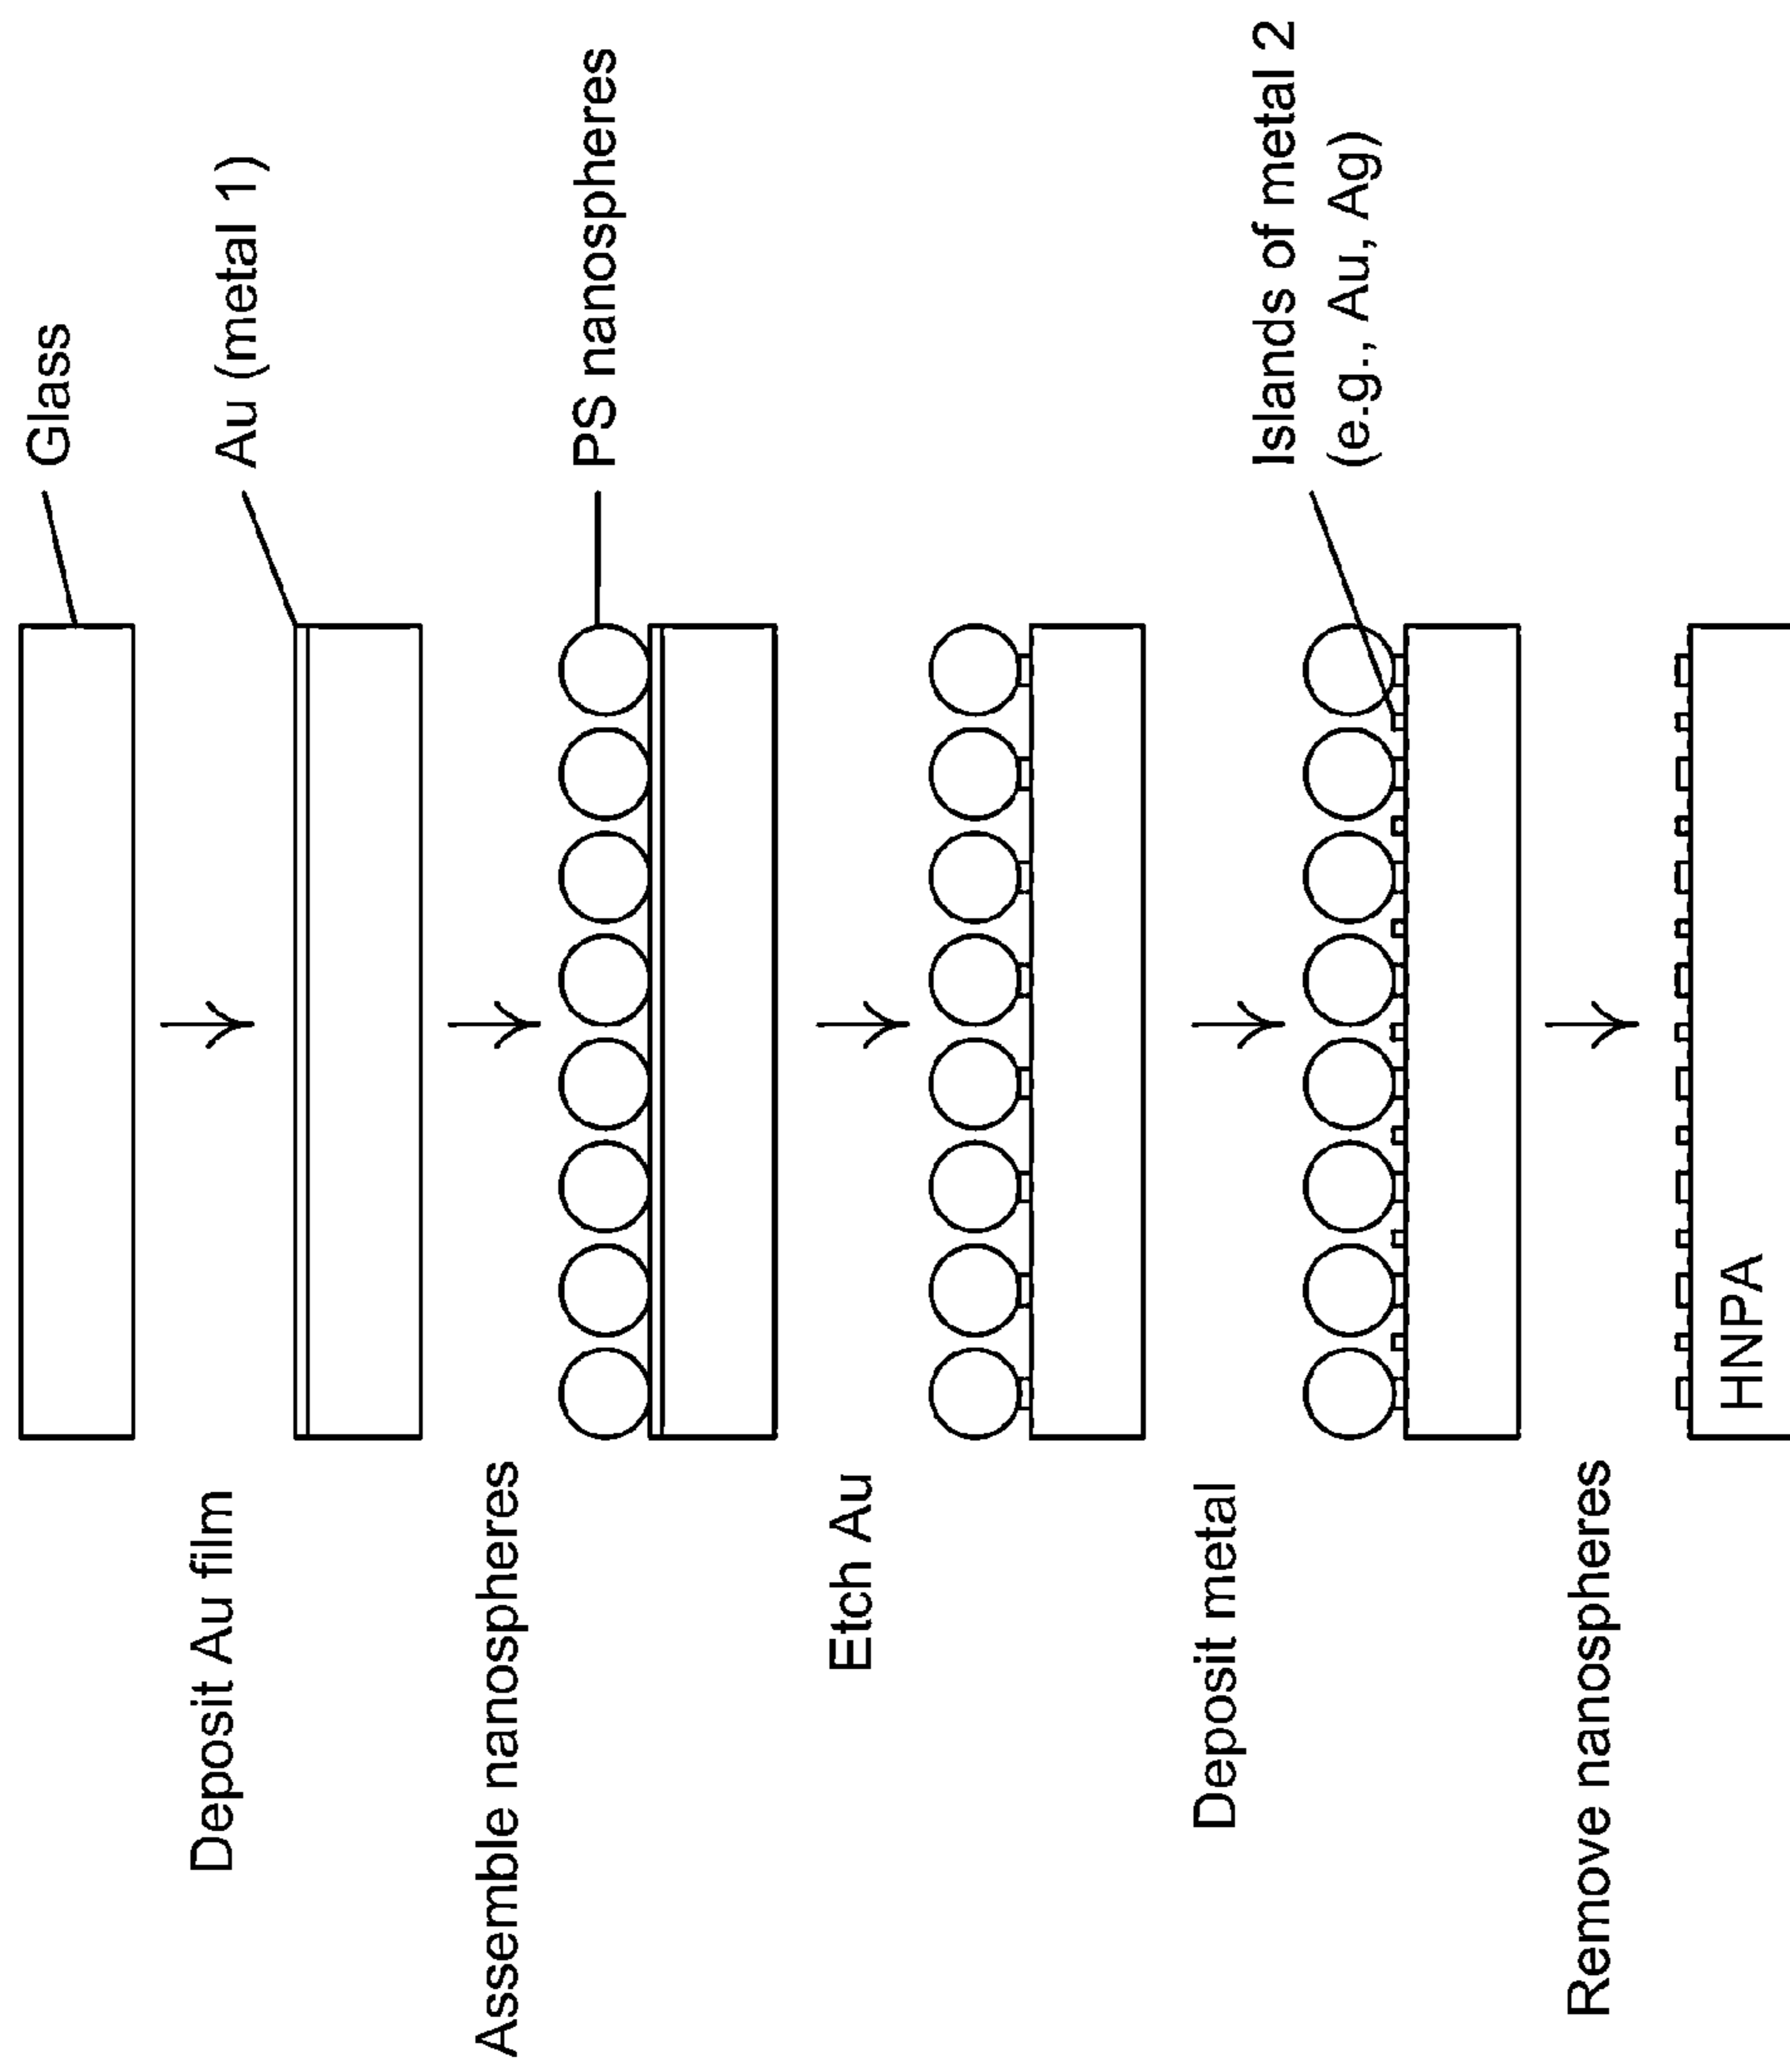 Glass
Deposit Au film
Au (metal 1)
Assemble nanospheres
PS nanospheres
Etch Au
Deposit metal
Islands of metal 2
(e.g., Au, Ag)
Remove nanospheres
HNPA